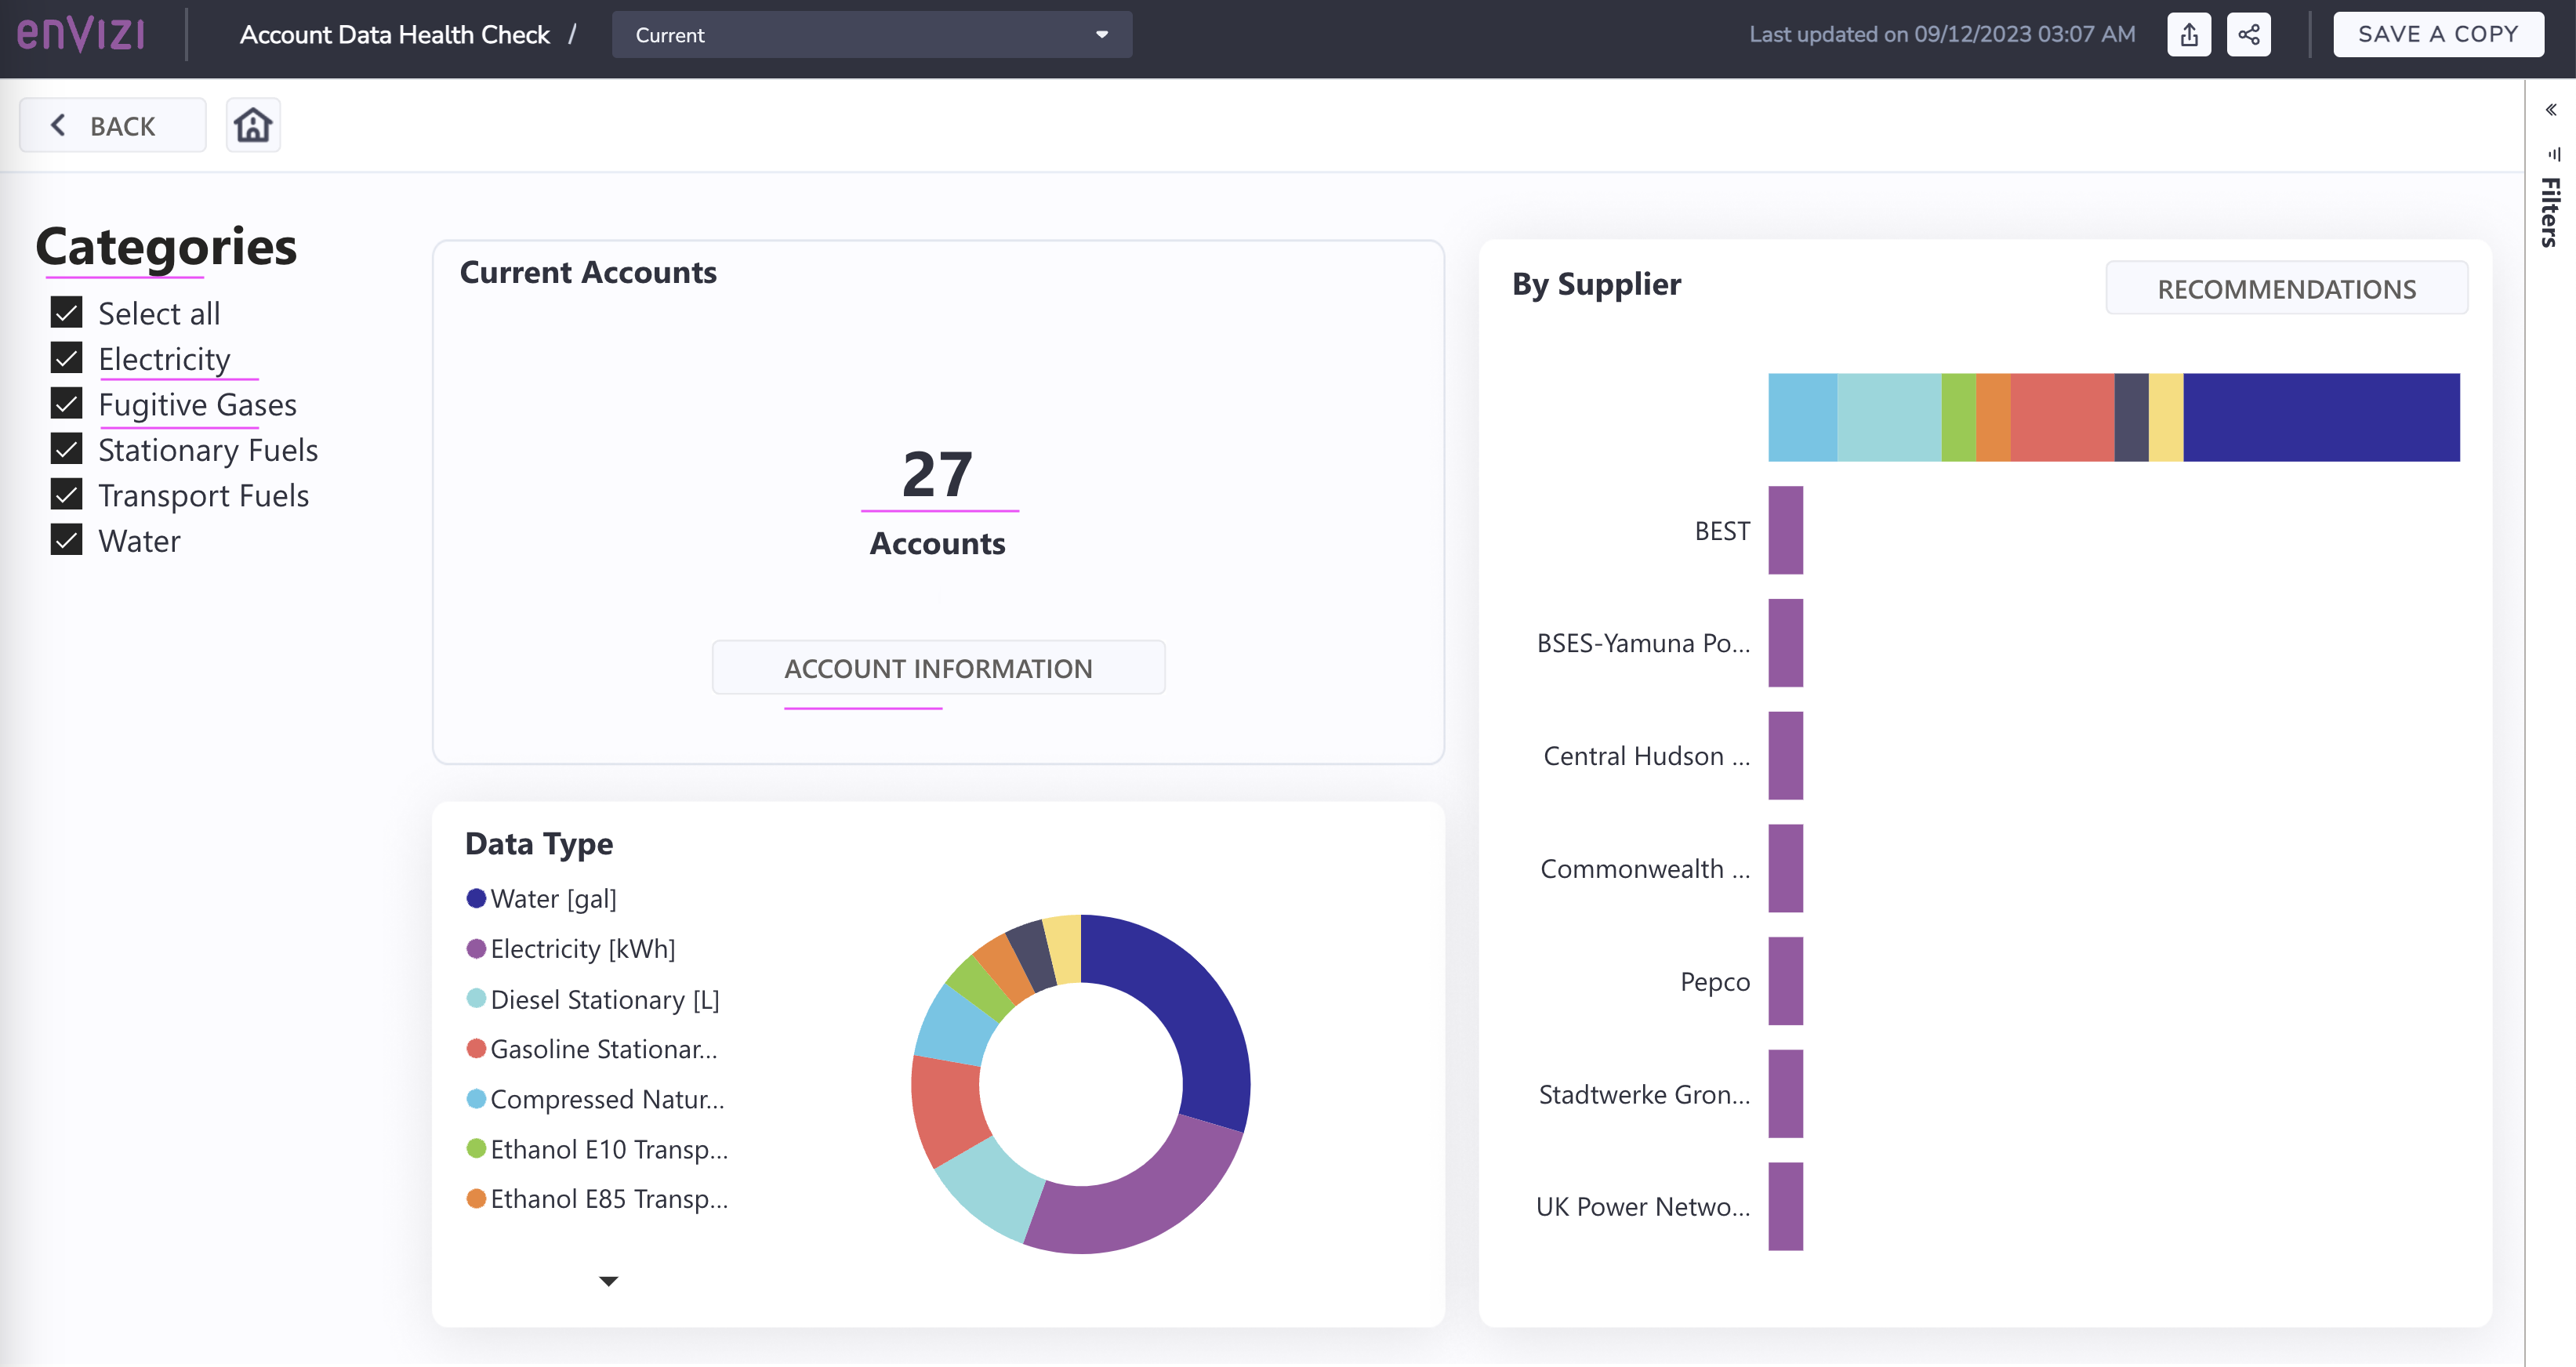 envizi
Account Data Health Check / Current
Last updated on 09/12/2023 03:07 AM
SAVE A COPY
BACK
Filters
Categories
Select all
Electricity
Fugitive Gases
Stationary Fuels
Transport Fuels
Water
Current Accounts
27
Accounts
ACCOUNT INFORMATION
Data Type
Water [gal]
Electricity [kWh]
Diesel Stationary [L]
Gasoline Stationar...
Compressed Natur...
Ethanol E10 Transp...
Ethanol E85 Transp...
By Supplier
RECOMMENDATIONS
BEST
BSES-Yamuna Po...
Central Hudson ...
Commonwealth ...
Pepco
Stadtwerke Gron...
UK Power Netwo...